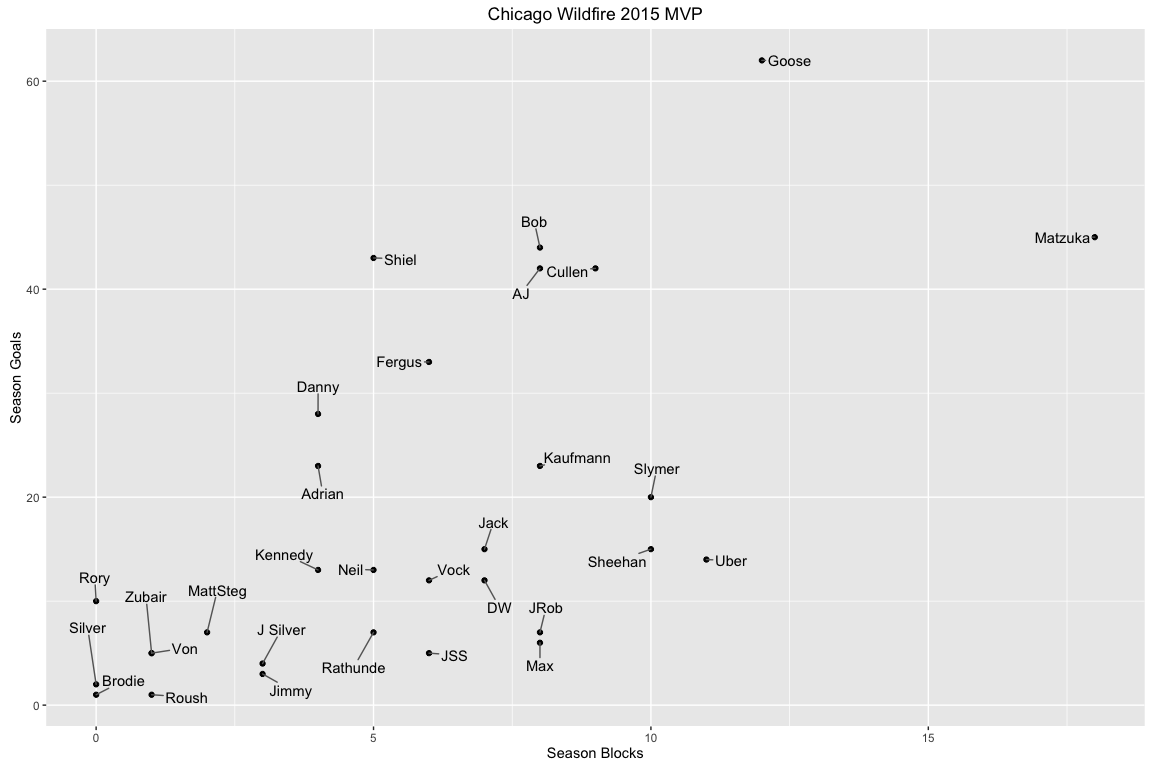 Chicago Wildfire 2015 MVP
Goose
60
Bob
Matzuka
Shiel
Cullen
AJ
40
Fergus
Danny
Kaufmann
Slymer
Adrian
20
Jack
Kennedy
Sheehan
Uber
Neil
Vock
Rory
MattSteg
Zubair
DW
JRob
Silver
J Silver
Von
JSS
Max
Rathunde
Brodie
Jimmy
Roush
0
0
5
10
15
Season Blocks
Season Goals